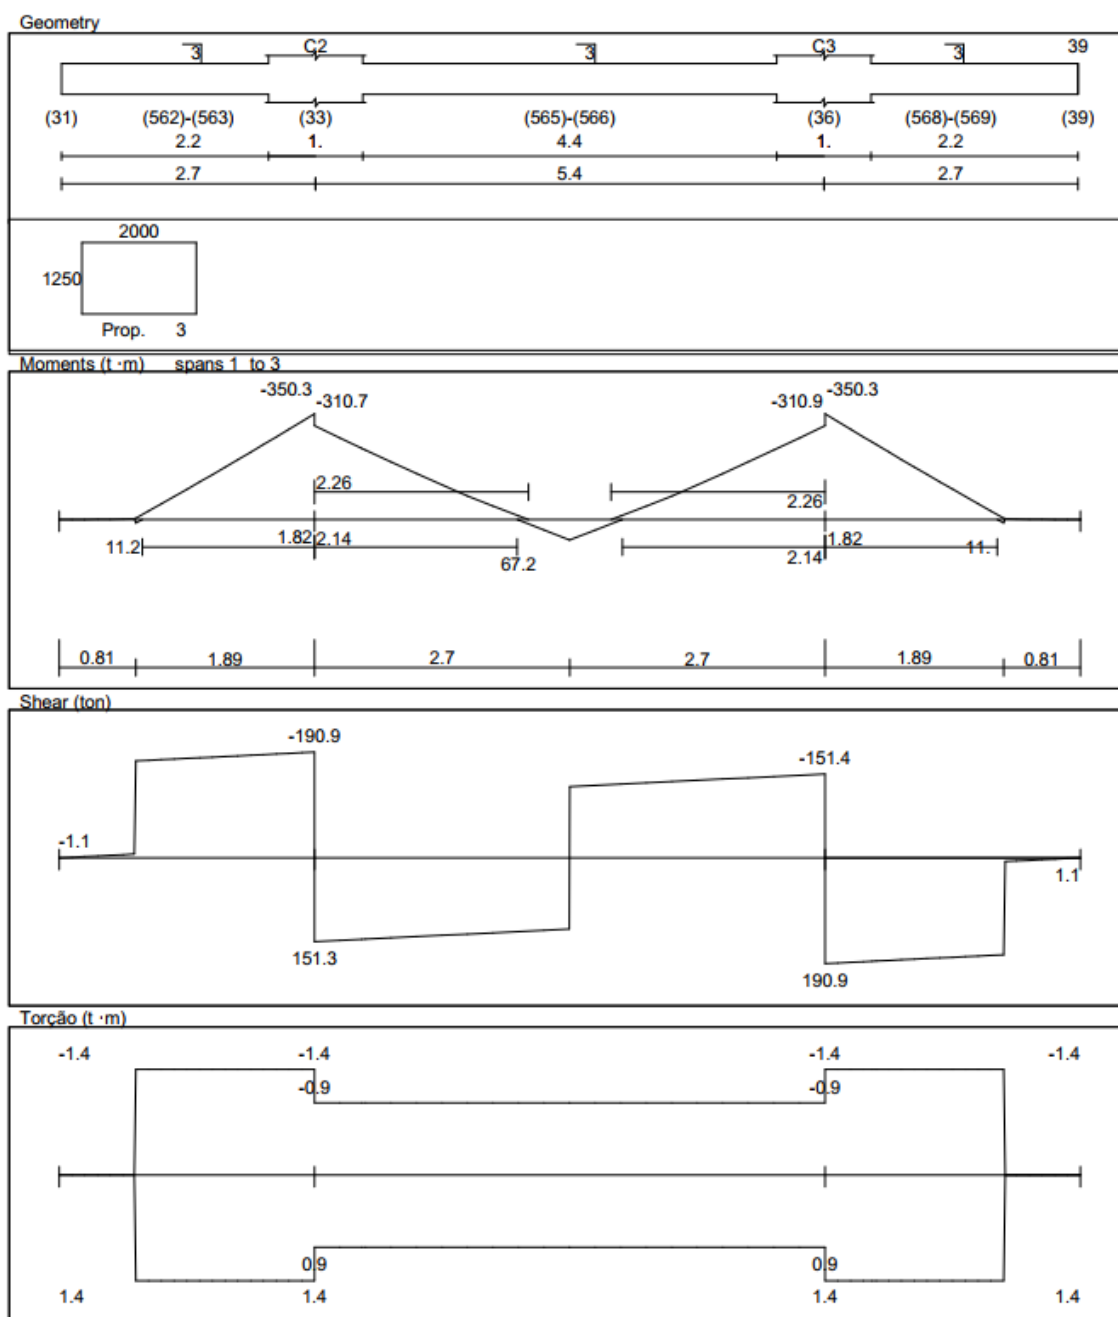 Geometry
3 C2 3 C3 3 39
(31) (562)-(563) (33) (565)-(566) (36) (568)-(569) (39)
2.2 1. 4.4 1. 2.2
2.7 5.4 2.7
2000
1250
Prop. 3
Moments (t ·m) spans 1 to 3
-350.3 -310.7 -310.9 -350.3
2.26 2.26
11.2 1.82 2.14 67.2 2.14 1.82 11.
0.81 1.89 2.7 2.7 1.89 0.81
Shear (ton)
-190.9 -151.4
-1.1 1.1
151.3 190.9
Torção (t ·m)
-1.4 -1.4 -1.4 -1.4
-0.9 -0.9
0.9 0.9
1.4 1.4 1.4 1.4